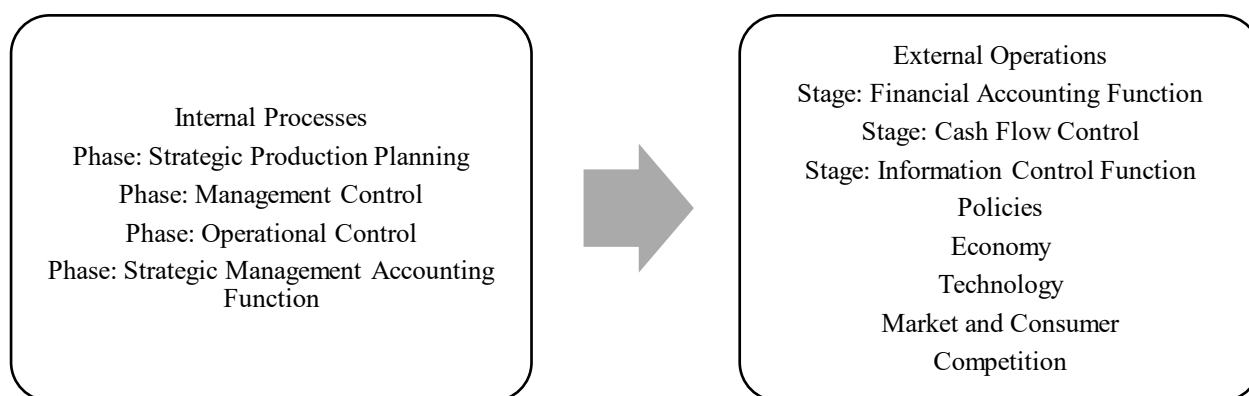 Internal Processes
Phase: Strategic Production Planning
Phase: Management Control
Phase: Operational Control
Phase: Strategic Management Accounting
Function
External Operations
Stage: Financial Accounting Function
Stage: Cash Flow Control
Stage: Information Control Function
Policies
Economy
Technology
Market and Consumer
Competition